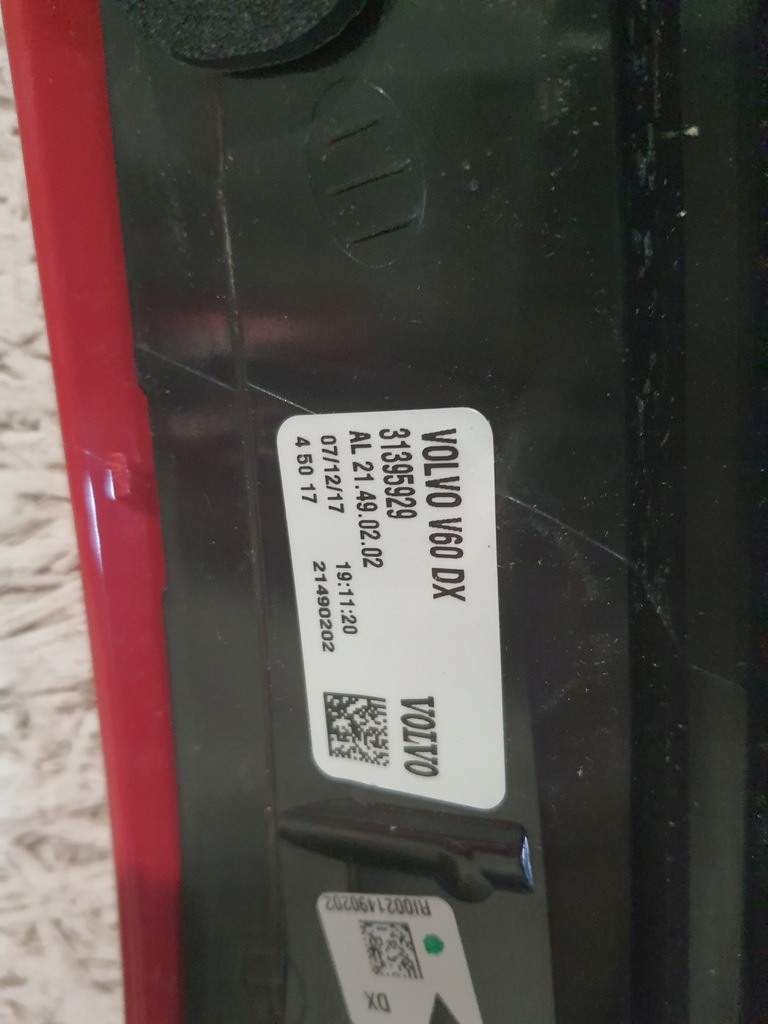 VOLVO V60 DX
31395929
AL 21.49.02.02
07/12/17 19:11:20
4 50 17 21490202
VOLVO
RI0021490202
DX